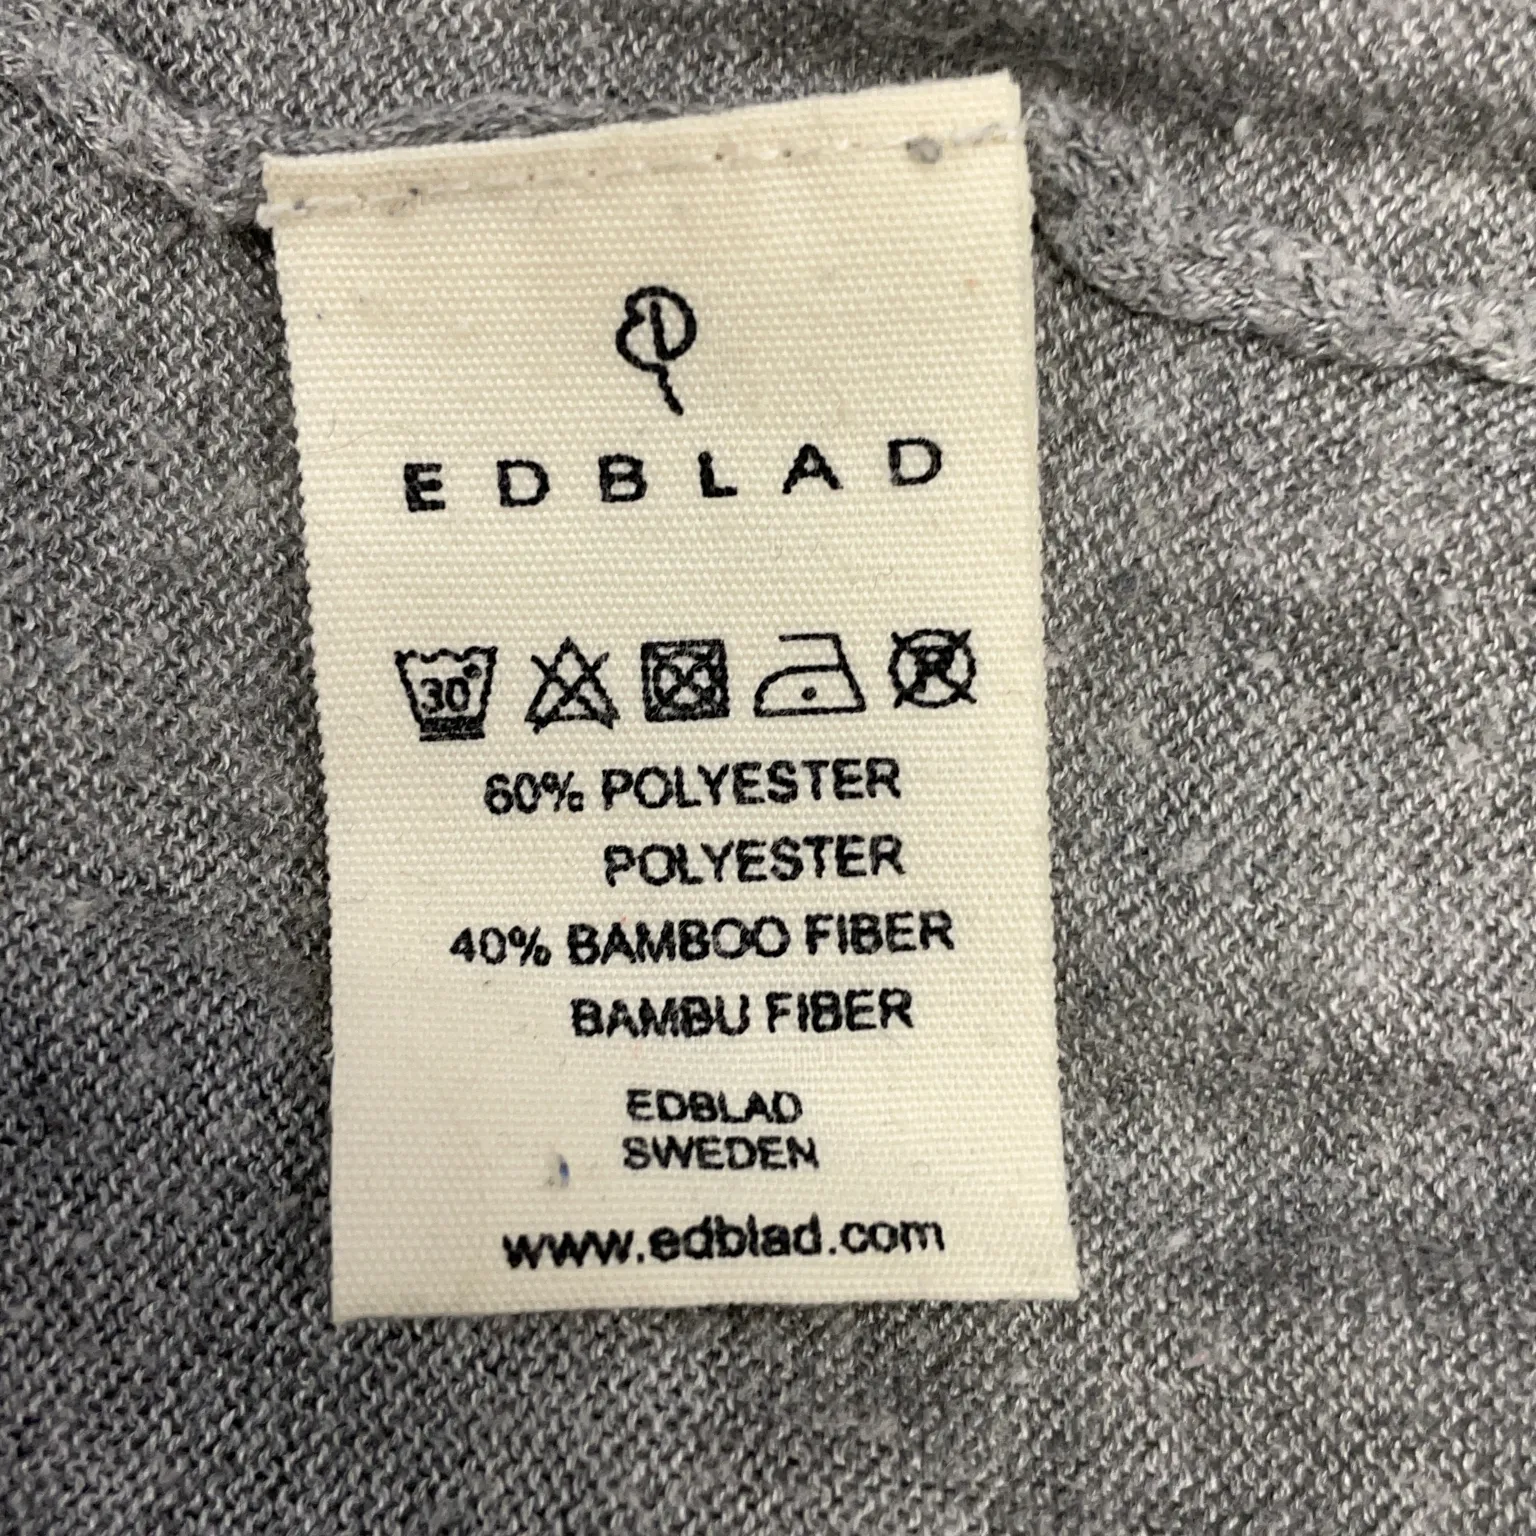 EDBLAD
30°
60% POLYESTER
POLYESTER
40% BAMBOO FIBER
BAMBU FIBER
EDBLAD
SWEDEN
www.edblad.com